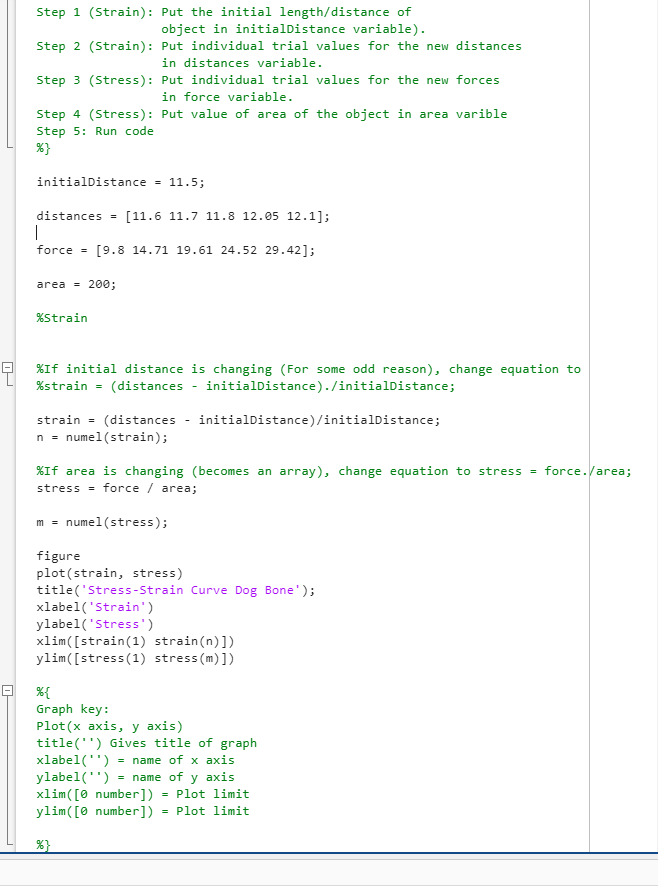 Step 1 (Strain): Put the initial length/distance of
object in initialDistance variable).
Step 2 (Strain): Put individual trial values for the new distances
in distances variable.
Step 3 (Stress): Put individual trial values for the new forces
in force variable.
Step 4 (Stress): Put value of area of the object in area varible
Step 5: Run code
%}
initialDistance = 11.5;
distances = [11.6 11.7 11.8 12.05 12.1];
force = [9.8 14.71 19.61 24.52 29.42];
area = 200;
%Strain
%If initial distance is changing (For some odd reason), change equation to
%strain = (distances - initialDistance)./initialDistance;
strain = (distances - initialDistance)/initialDistance;
n = numel(strain);
%If area is changing (becomes an array), change equation to stress = force./area;
stress = force / area;
m = numel(stress);
figure
plot(strain, stress)
title('Stress-Strain Curve Dog Bone');
xlabel('Strain')
ylabel('Stress')
xlim([strain(1) strain(n)])
ylim([stress(1) stress(m)])
%{
Graph key:
Plot(x axis, y axis)
title('') Gives title of graph
xlabel('') = name of x axis
ylabel('') = name of y axis
xlim([0 number]) = Plot limit
ylim([0 number]) = Plot limit
%}